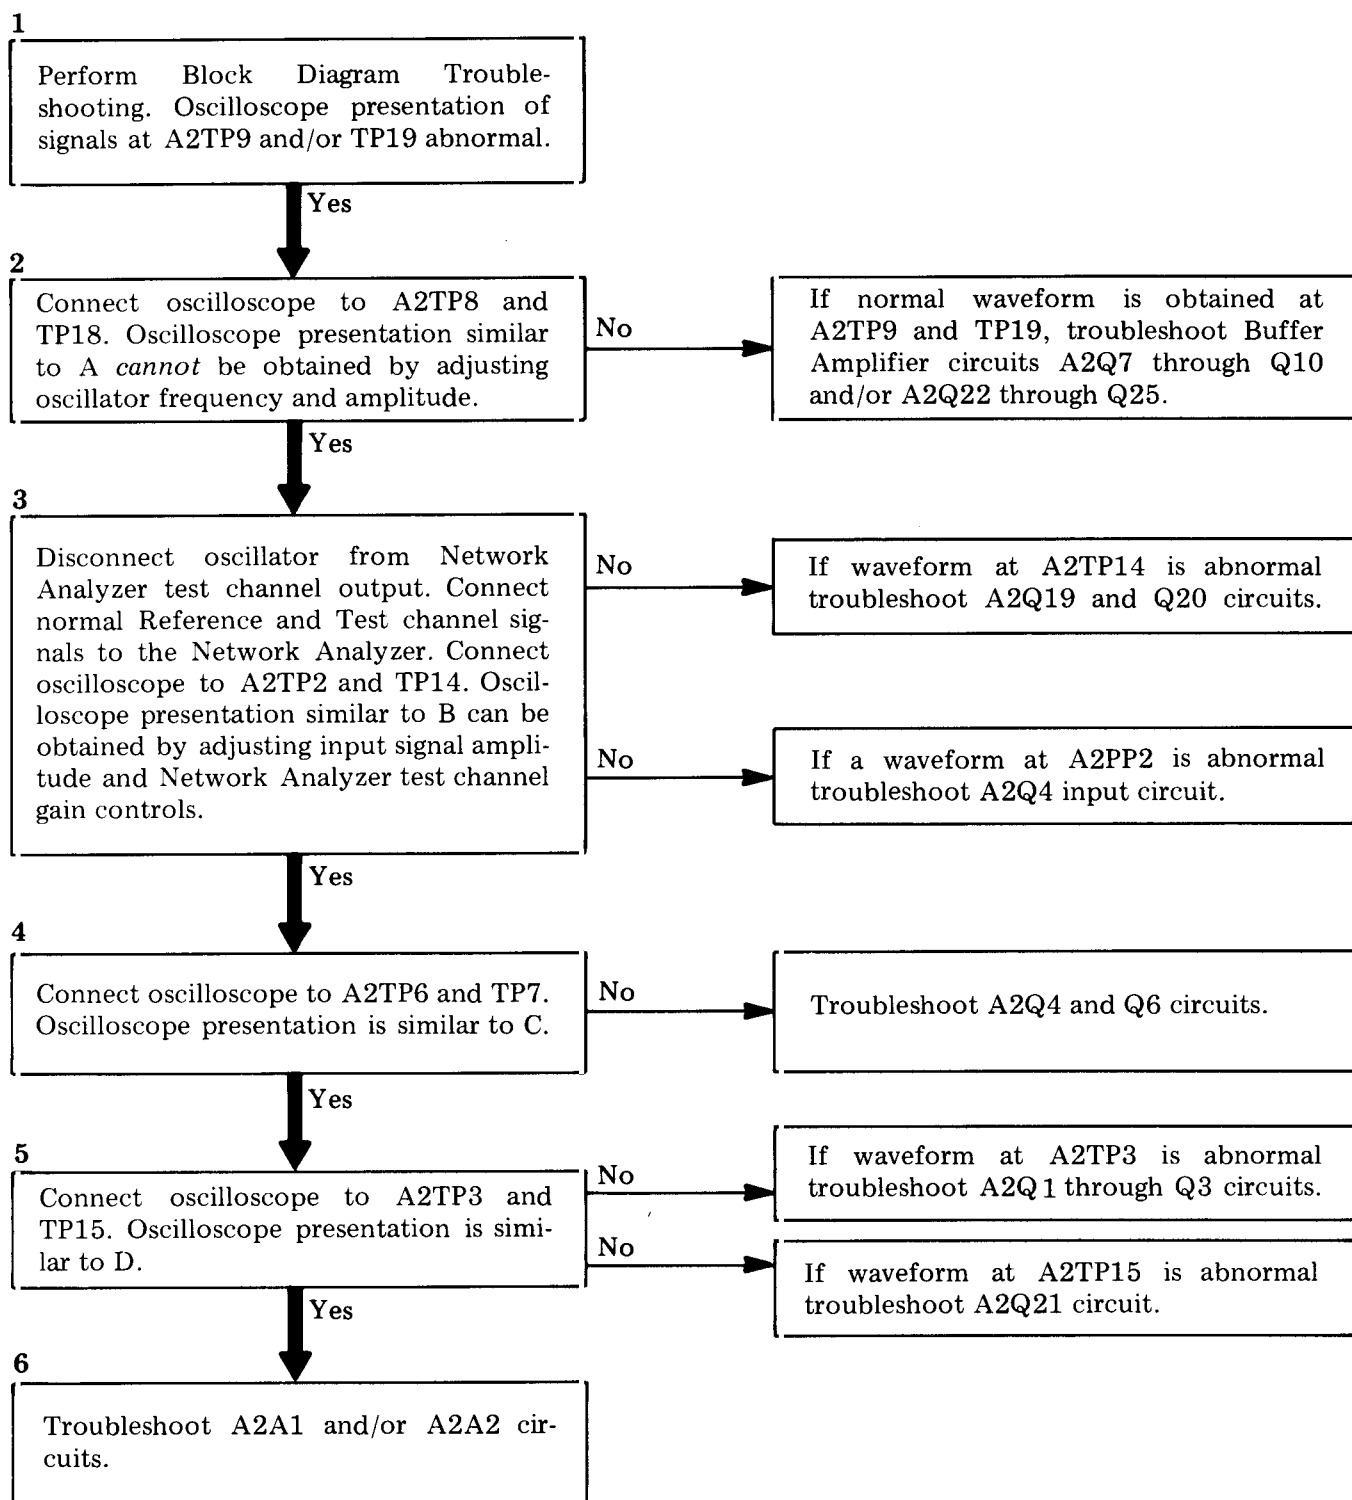 1
Perform Block Diagram Trouble-
shooting. Oscilloscope presentation of
signals at A2TP9 and/or TP19 abnormal.
Yes
2
Connect oscilloscope to A2TP8 and
TP18. Oscilloscope presentation similar
to A cannot be obtained by adjusting
oscillator frequency and amplitude.
No
If normal waveform is obtained at
A2TP9 and TP19, troubleshoot Buffer
Amplifier circuits A2Q7 through Q10
and/or A2Q22 through Q25.
Yes
3
Disconnect oscillator from Network
Analyzer test channel output. Connect
normal Reference and Test channel sig-
nals to the Network Analyzer. Connect
oscilloscope to A2TP2 and TP14. Oscil-
loscope presentation similar to B can be
obtained by adjusting input signal ampli-
tude and Network Analyzer test channel
gain controls.
No
If waveform at A2TP14 is abnormal
troubleshoot A2Q19 and Q20 circuits.
No
If a waveform at A2PP2 is abnormal
troubleshoot A2Q4 input circuit.
Yes
4
Connect oscilloscope to A2TP6 and TP7.
Oscilloscope presentation is similar to C.
No
Troubleshoot A2Q4 and Q6 circuits.
Yes
5
Connect oscilloscope to A2TP3 and
TP15. Oscilloscope presentation is simi-
lar to D.
No
If waveform at A2TP3 is abnormal
troubleshoot A2Q1 through Q3 circuits.
No
If waveform at A2TP15 is abnormal
troubleshoot A2Q21 circuit.
Yes
6
Troubleshoot A2A1 and/or A2A2 cir-
cuits.